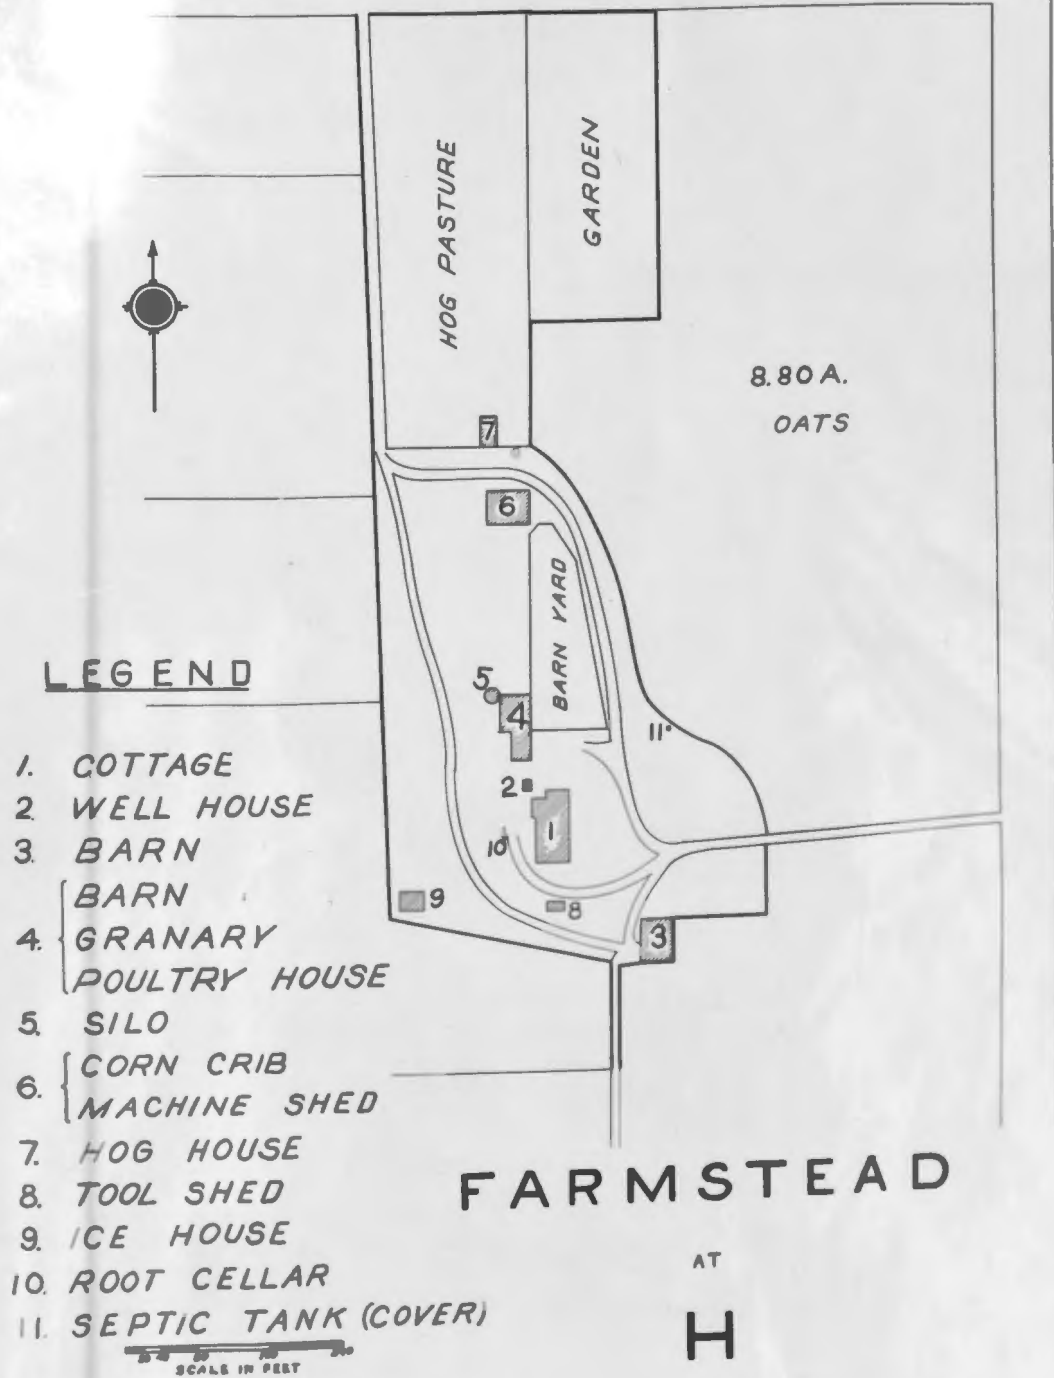 HOG PASTURE
GARDEN
8.80 A.
OATS
7
6
BARN YARD
5
4
11
2
1
10
9
8
3
LEGEND
1. COTTAGE
2 WELL HOUSE
3. BARN
4. BARN
GRANARY
POULTRY HOUSE
5. SILO
6. CORN CRIB
MACHINE SHED
7. HOG HOUSE
8. TOOL SHED
9. ICE HOUSE
10. ROOT CELLAR
11. SEPTIC TANK (COVER)
SCALE IN FEET
FARMSTEAD
AT
H